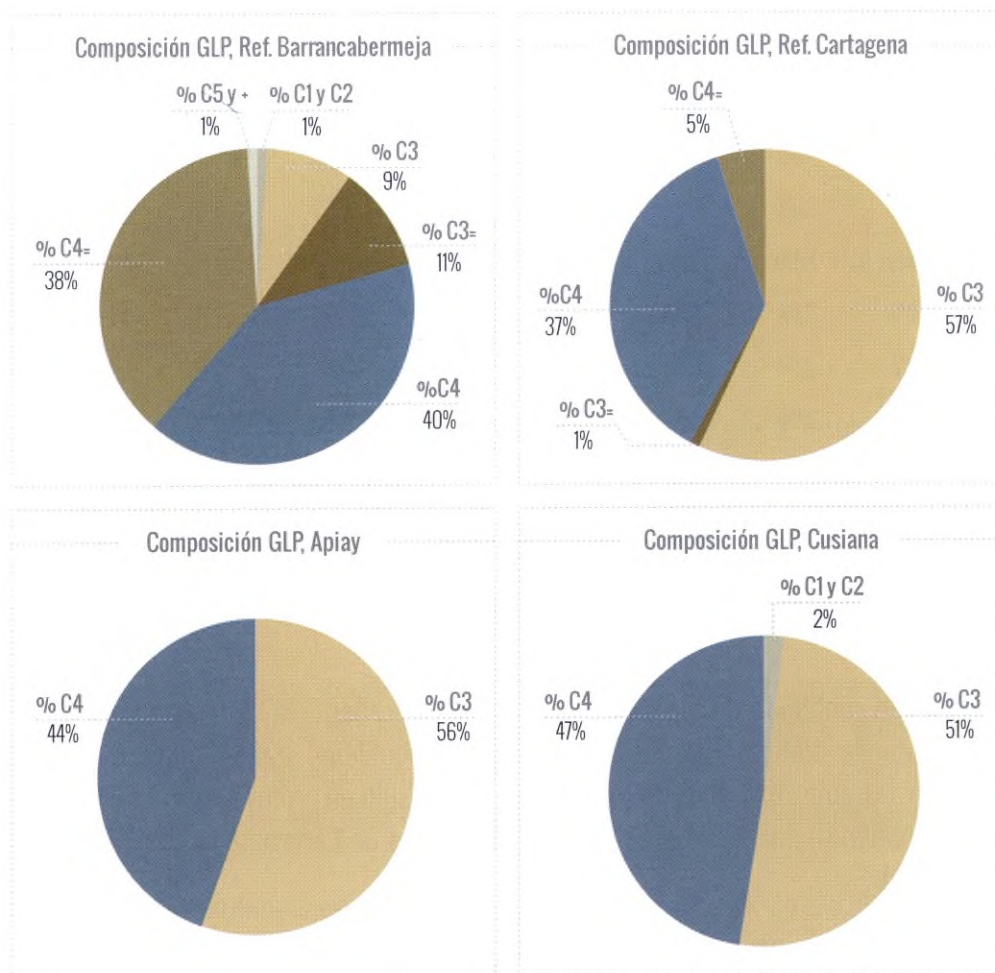 Composición GLP, Ref. Barrancabermeja
% C5 y +
1%
% C1 y C2
1%
% C3
9%
% C3=
11%
% C4=
38%
%C4
40%
Composición GLP, Ref. Cartagena
% C4=
5%
%C4
37%
% C3
57%
% C3=
1%
Composición GLP, Apiay
% C4
44%
% C3
56%
Composición GLP, Cusiana
% C1 y C2
2%
% C4
47%
% C3
51%